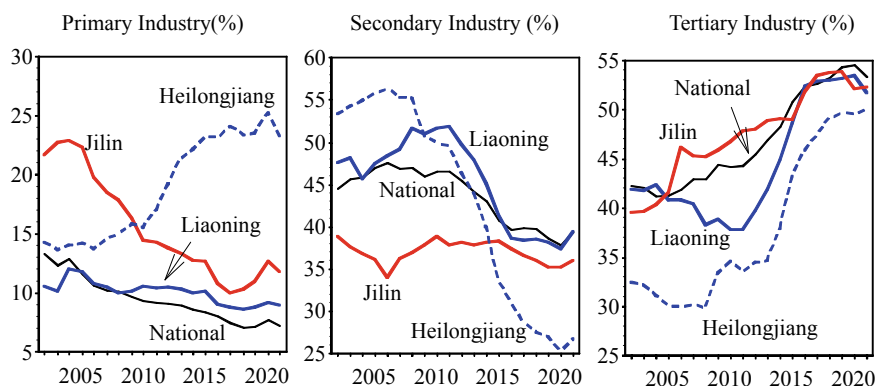 Primary Industry(%)
30
25
20
15
10
5
Heilongjiang
Jilin
Liaoning
National
2005 2010 2015 2020
Secondary Industry (%)
60
55
50
45
40
35
30
25
Liaoning
National
Jilin
Heilongjiang
2005 2010 2015 2020
Tertiary Industry (%)
55
50
45
40
35
30
25
National
Jilin
Liaoning
Heilongjiang
2005 2010 2015 2020